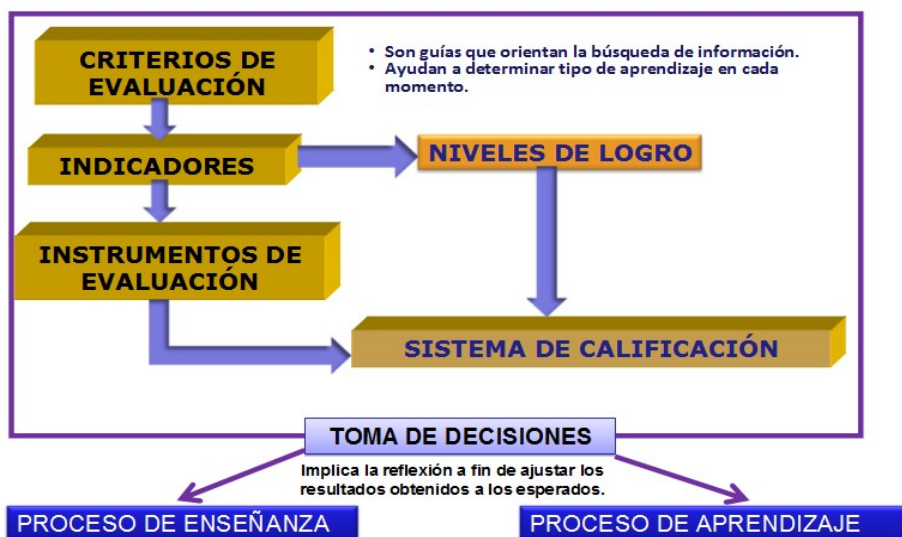 CRITERIOS DE
EVALUACIÓN
• Son guías que orientan la búsqueda de información.
• Ayudan a determinar tipo de aprendizaje en cada
momento.
INDICADORES
NIVELES DE LOGRO
INSTRUMENTOS DE
EVALUACIÓN
SISTEMA DE CALIFICACIÓN
TOMA DE DECISIONES
Implica la reflexión a fin de ajustar los
resultados obtenidos a los esperados.
PROCESO DE ENSEÑANZA
PROCESO DE APRENDIZAJE